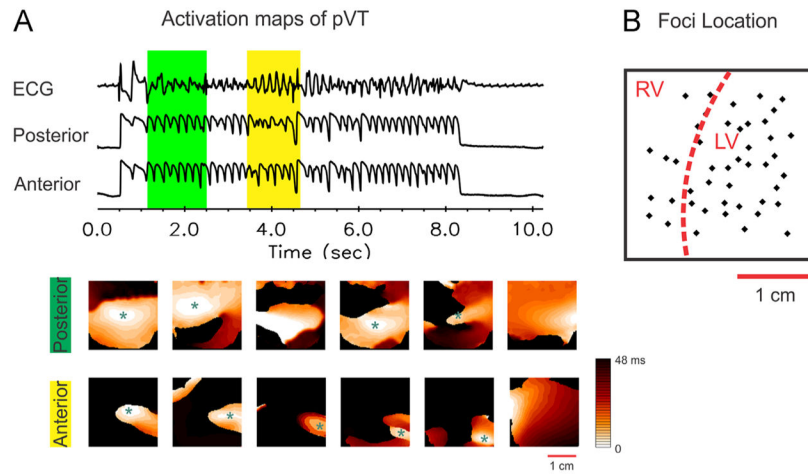 A
Activation maps of pVT
ECG
Posterior
Anterior
0.0 2.0 4.0 6.0 8.0 10.0
Time (sec)
Posterior
* * * *
Anterior
* * * * *
48 ms
0
1 cm
B
Foci Location
RV
LV
1 cm